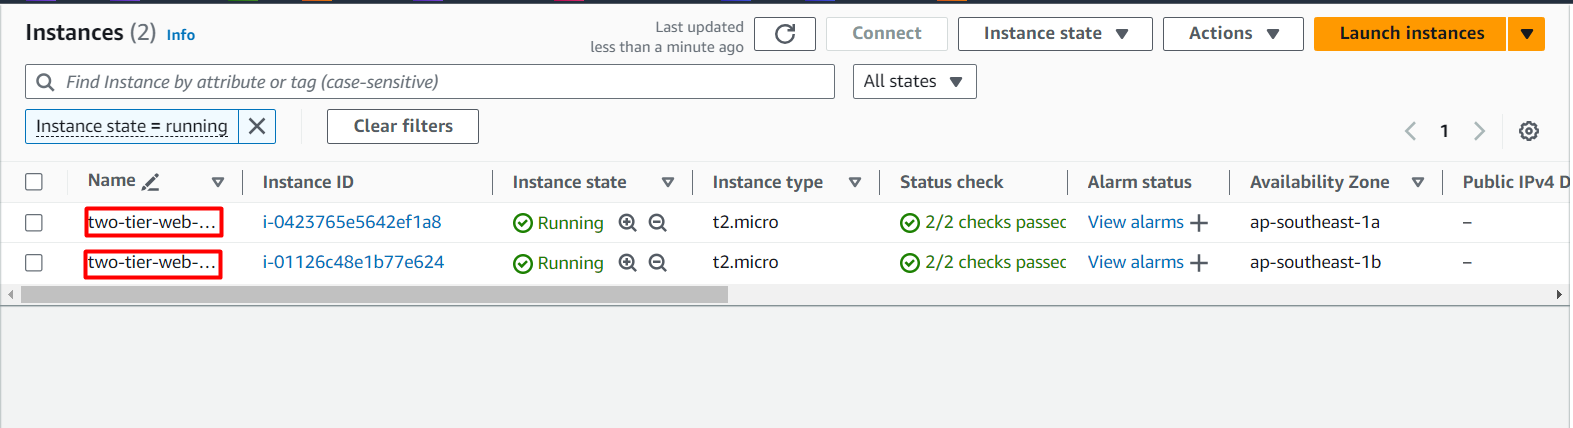 Instances (2) Info
Last updated
less than a minute ago
Connect
Instance state
Actions
Launch instances
Find Instance by attribute or tag (case-sensitive)
All states
Instance state = running
Clear filters
1
Name Instance ID Instance state Instance type Status check Alarm status Availability Zone Public IPv4 D
two-tier-web-... i-0423765e5642ef1a8 Running t2.micro 2/2 checks passed View alarms + ap-southeast-1a –
two-tier-web-... i-01126c48e1b77e624 Running t2.micro 2/2 checks passed View alarms + ap-southeast-1b –